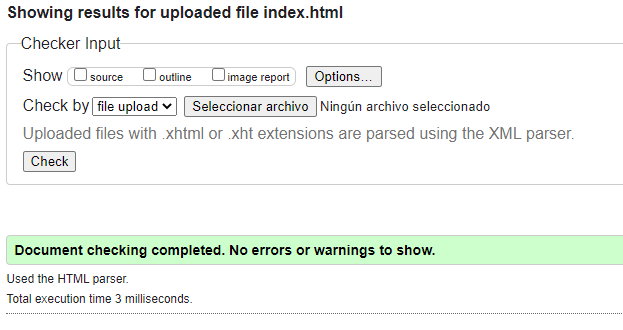 Showing results for uploaded file index.html
Checker Input
Show source outline image report Options...
Check by file upload Seleccionar archivo Ningún archivo seleccionado
Uploaded files with .xhtml or .xht extensions are parsed using the XML parser.
Check
Document checking completed. No errors or warnings to show.
Used the HTML parser.
Total execution time 3 milliseconds.